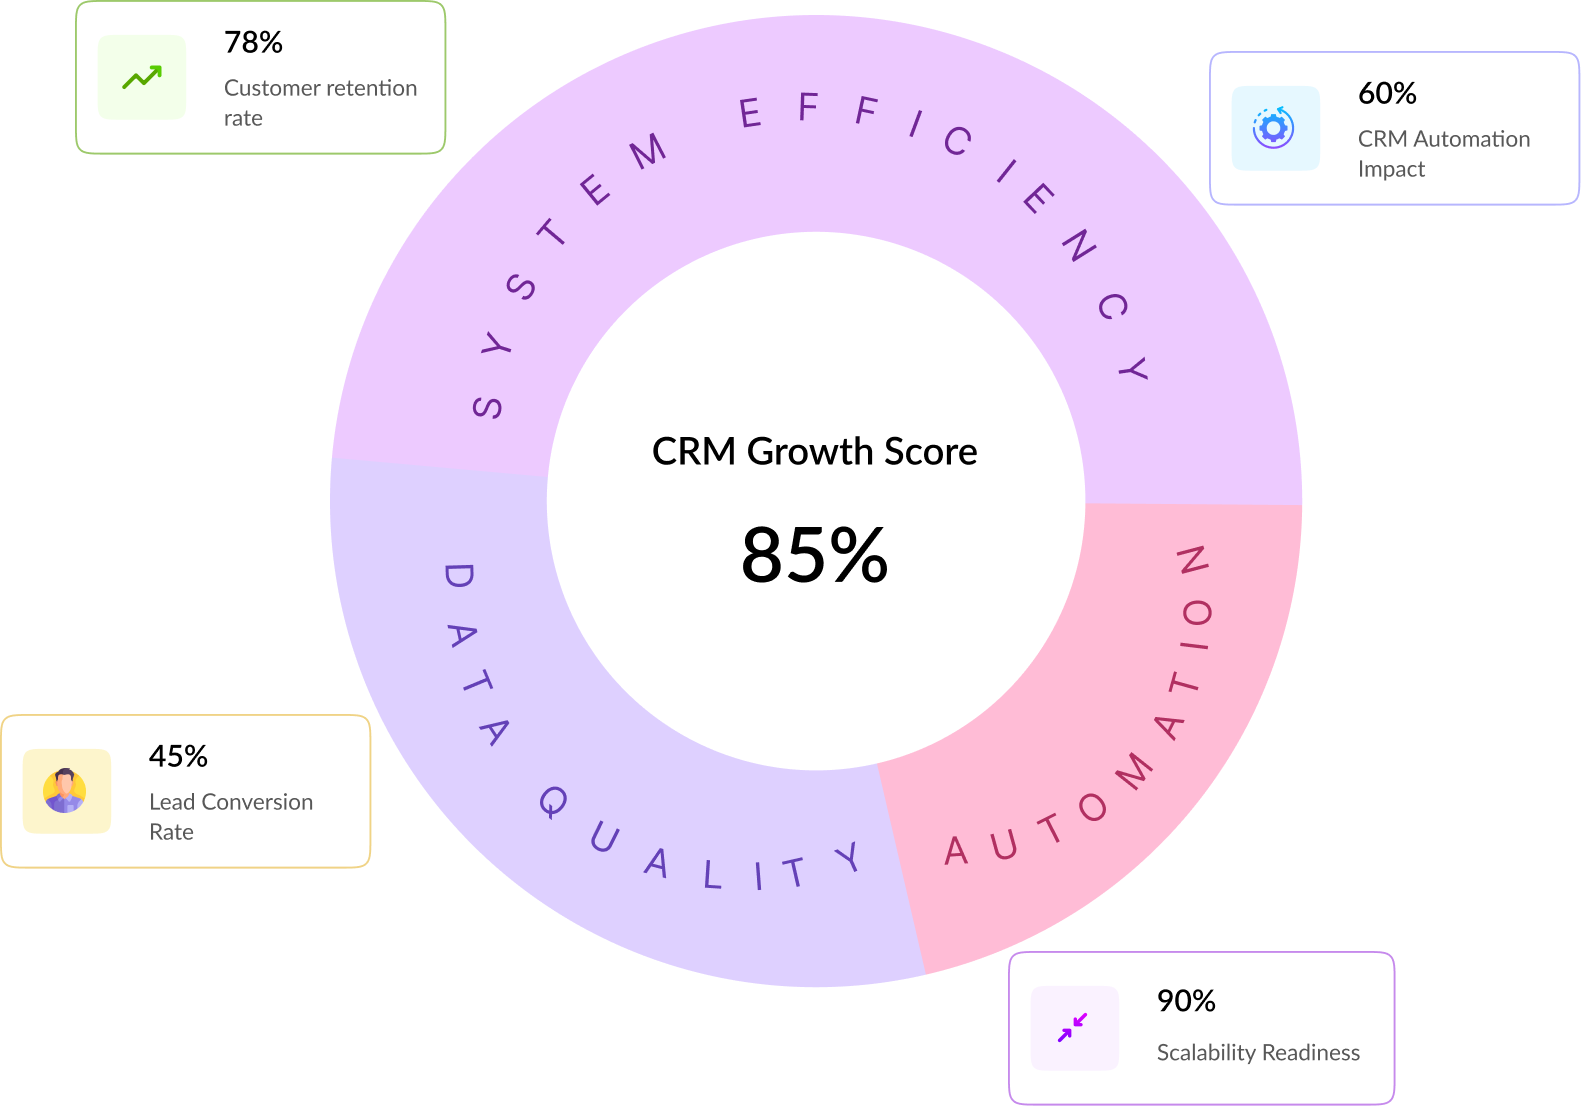 78%
Customer retention
rate
60%
CRM Automation
Impact
SYSTEM EFFICIENCY
CRM Growth Score
85%
DATA QUALITY
AUTOMATION
45%
Lead Conversion
Rate
90%
Scalability Readiness